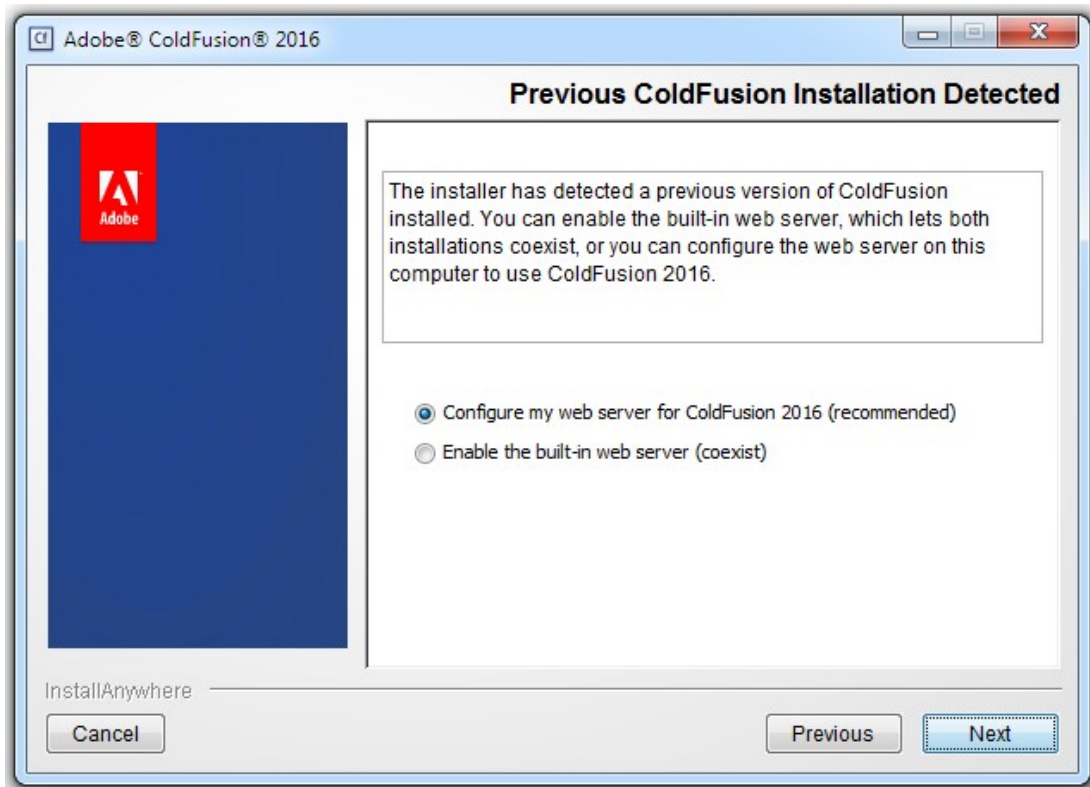 Cf Adobe® ColdFusion® 2016
Previous ColdFusion Installation Detected
Adobe
The installer has detected a previous version of ColdFusion
installed. You can enable the built-in web server, which lets both
installations coexist, or you can configure the web server on this
computer to use ColdFusion 2016.
Configure my web server for ColdFusion 2016 (recommended)
Enable the built-in web server (coexist)
InstallAnywhere
Cancel
Previous
Next